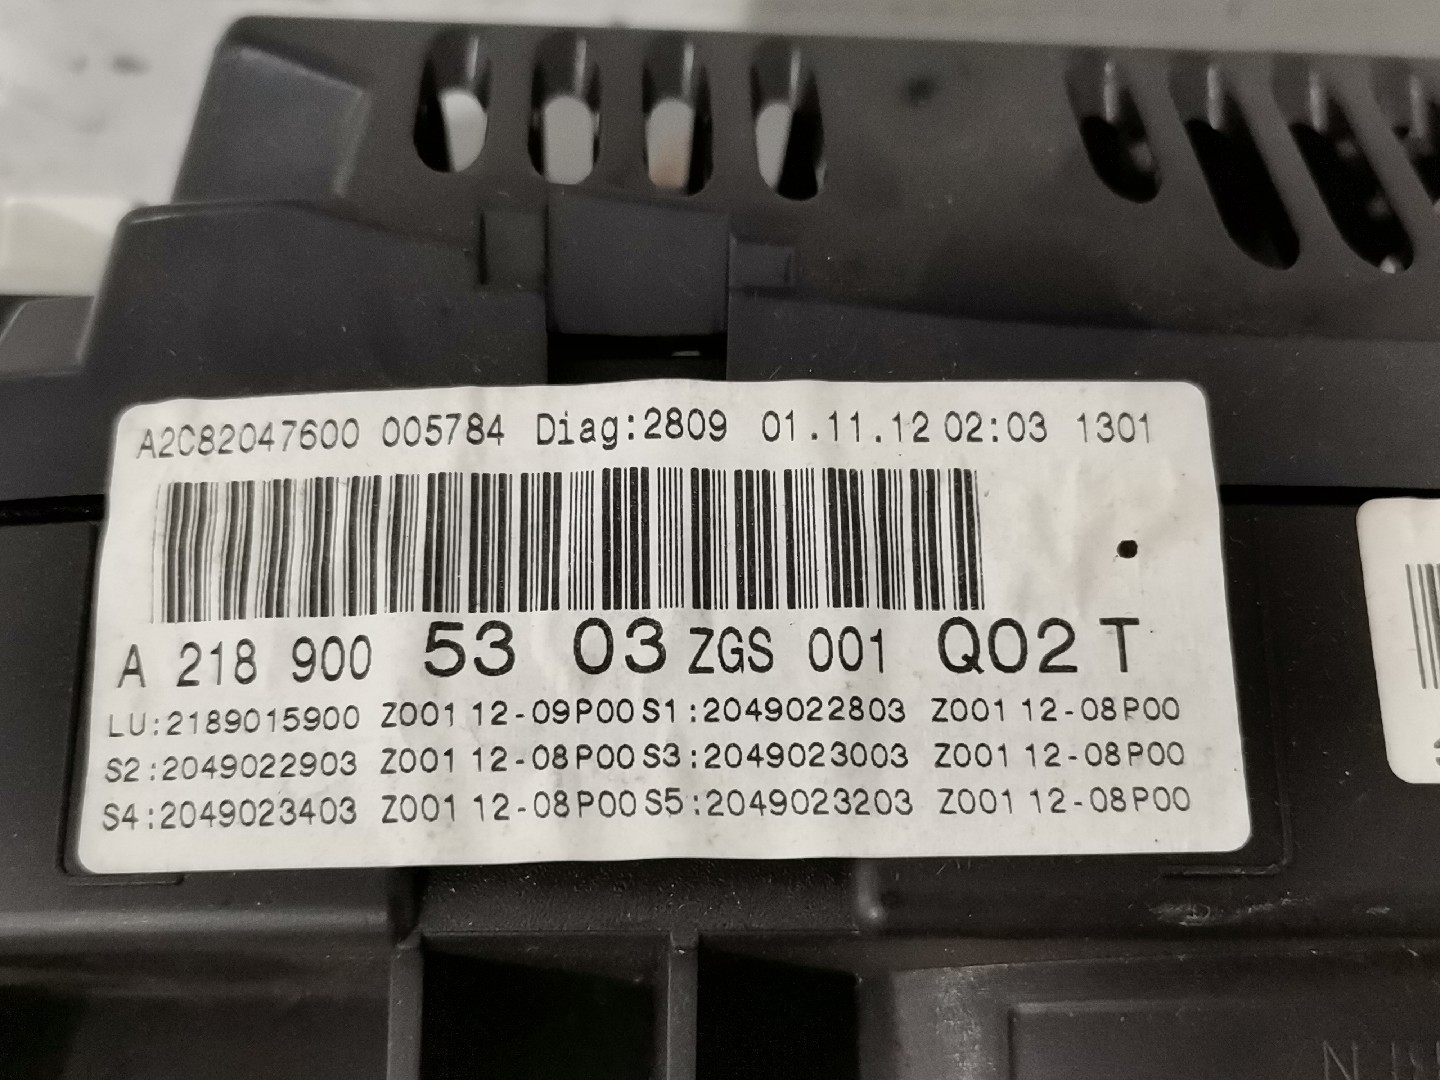 A2C82047600 005784 Diag:2809 01.11.12 02:03 1301
A 218 900 53 03 ZGS 001 Q02 T
LU:2189015900 Z001 12-09P00 S1:2049022803 Z001 12-08P00
S2:2049022903 Z001 12-08P00 S3:2049023003 Z001 12-08P00
S4:2049023403 Z001 12-08P00 S5:2049023203 Z001 12-08P00